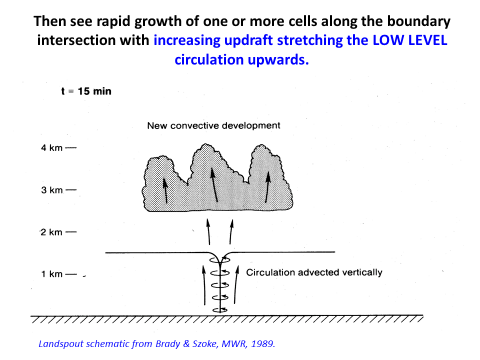 Then see rapid growth of one or more cells along the boundary
intersection with increasing updraft stretching the LOW LEVEL
circulation upwards.
t = 15 min
New convective development
4 km
3 km
2 km
1 km
Circulation advected vertically
Landspout schematic from Brady & Szoke, MWR, 1989.